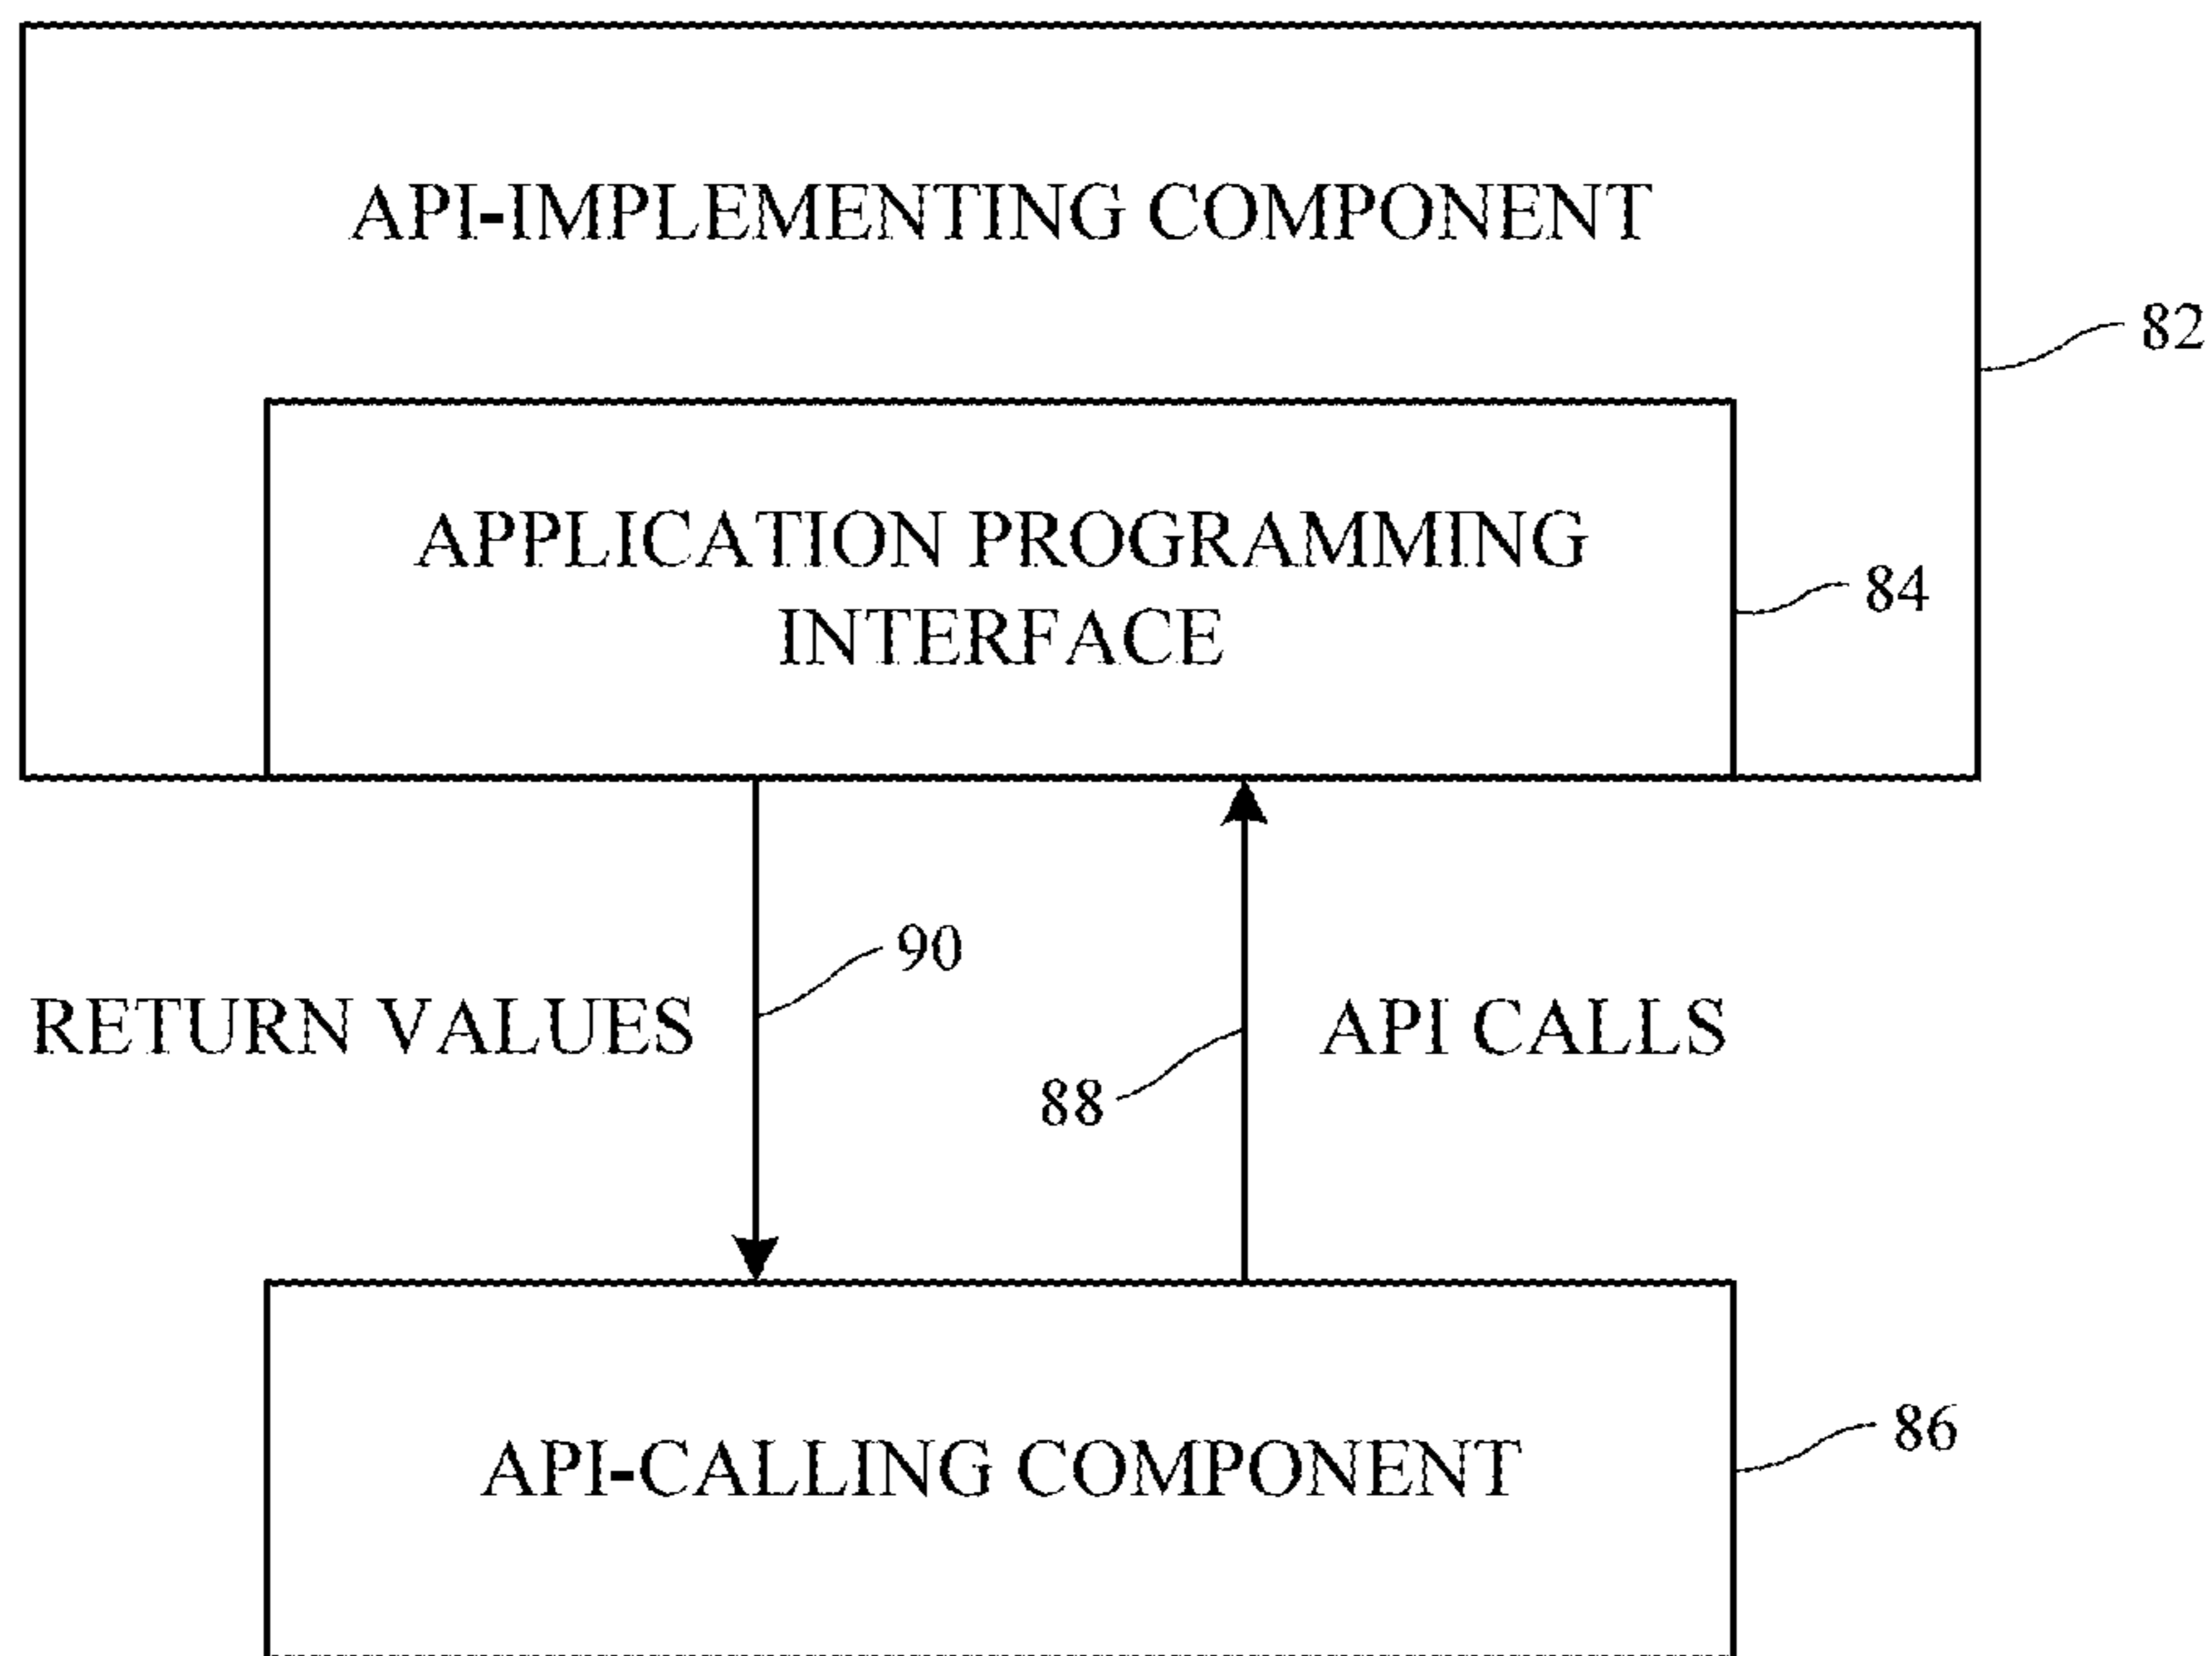 API-IMPLEMENTING COMPONENT
82
APPLICATION PROGRAMMING
INTERFACE
84
90
RETURN VALUES
API CALLS
88
API-CALLING COMPONENT
86